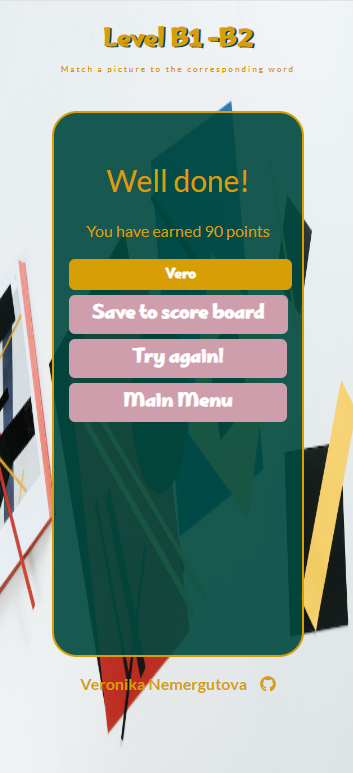 Level B1 -B2
Match a picture to the corresponding word
Well done!
You have earned 90 points
Vero
Save to score board
Try again!
Main Menu
Veronika Nemergutova